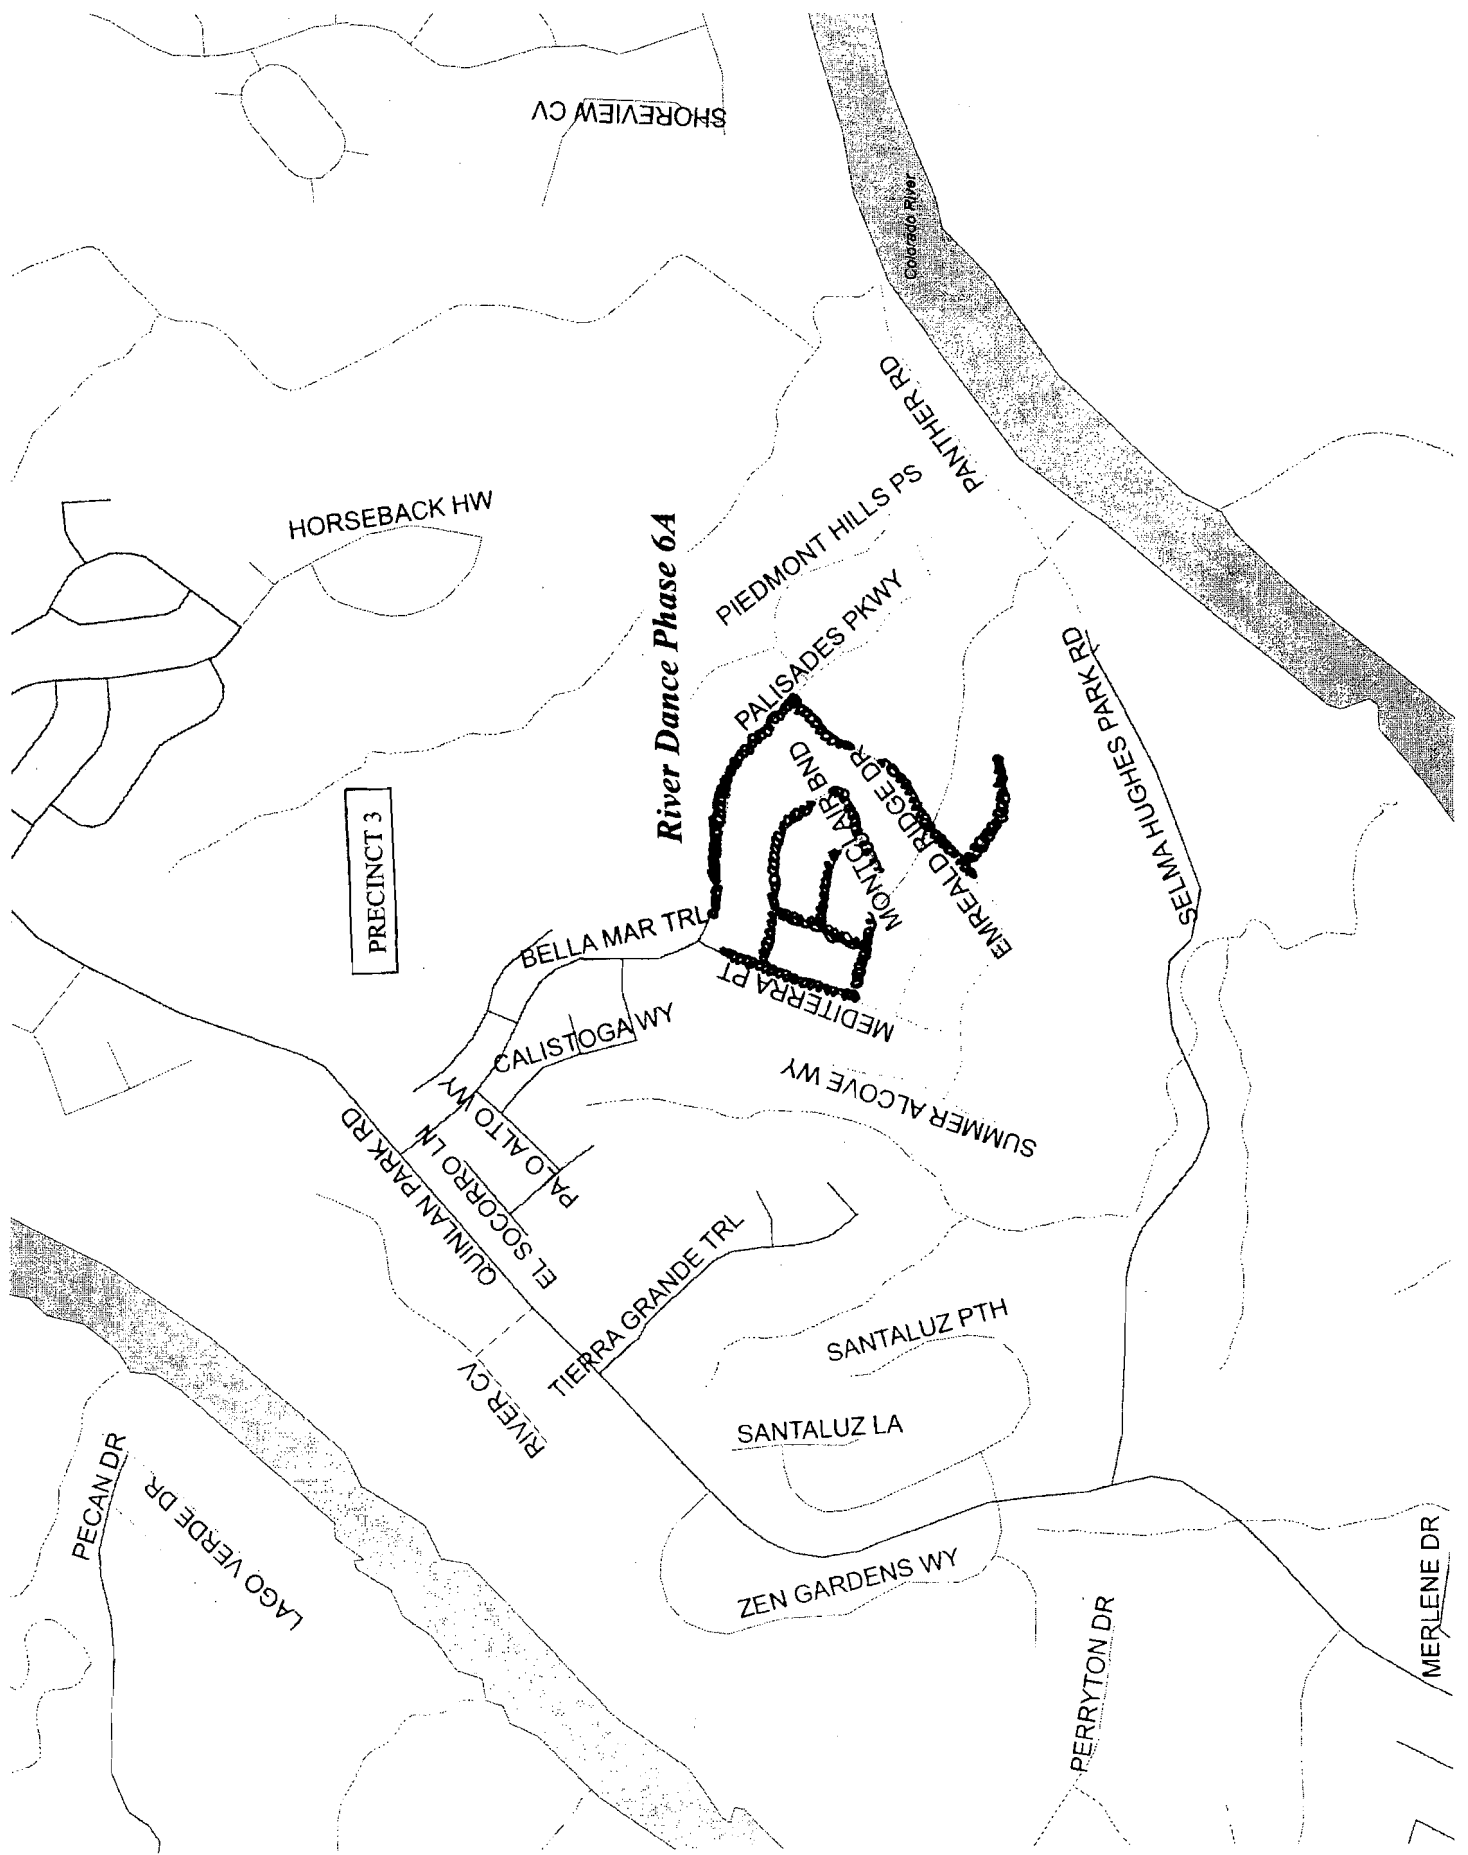 SHOREVIEW CV
Colorado River
PANTHER RD
HORSEBACK HW
PIEDMONT HILLS PS
River Dance Phase 6A
PALISADES PKWY
SELMA HUGHES PARK RD
PRECINCT 3
MONTCLAIR BND
EMREALD RIDGE DR
BELLA MAR TRL
MEDITERRA PT
CALISTOGA WY
SUMMER ALCOVE WY
PALO ALTO WY
EL SOCORRO LN
QUINLAN PARK RD
TIERRA GRANDE TRL
RIVER CV
SANTALUZ PTH
SANTALUZ LA
PECAN DR
LAGO VERDE DR
ZEN GARDENS WY
PERRYTON DR
MERLENE DR